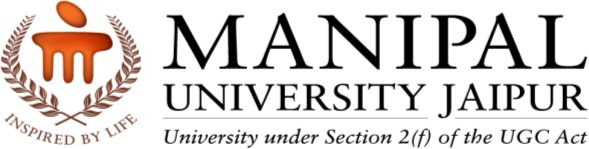 INSPIRED BY LIFE
MANIPAL
UNIVERSITY JAIPUR
University under Section 2(f) of the UGC Act